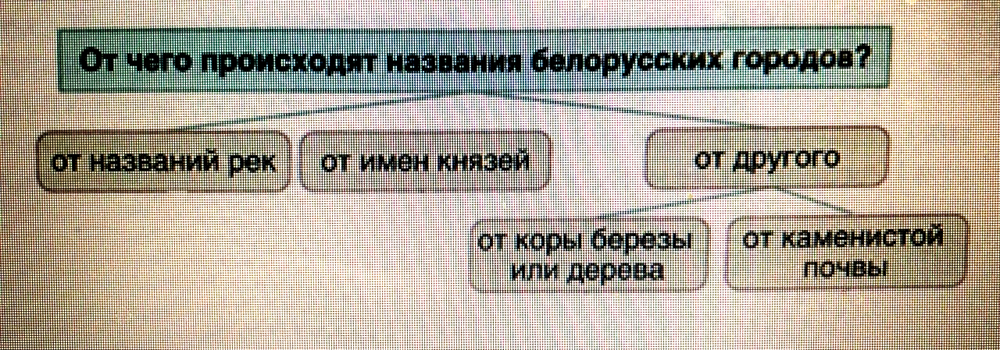 От чего происходят названия белорусских городов?
от названий рек
от имен князей
от другого
от коры березы
или дерева
от каменистой
почвы